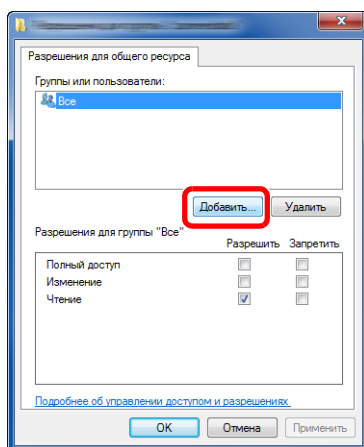 Разрешения для общего ресурса
Группы или пользователи:
Все
Добавить... Удалить
Разрешения для группы "Все"
Разрешить Запретить
Полный доступ
Изменение
Чтение
Подробнее об управлении доступом и разрешениях
OK Отмена Применить